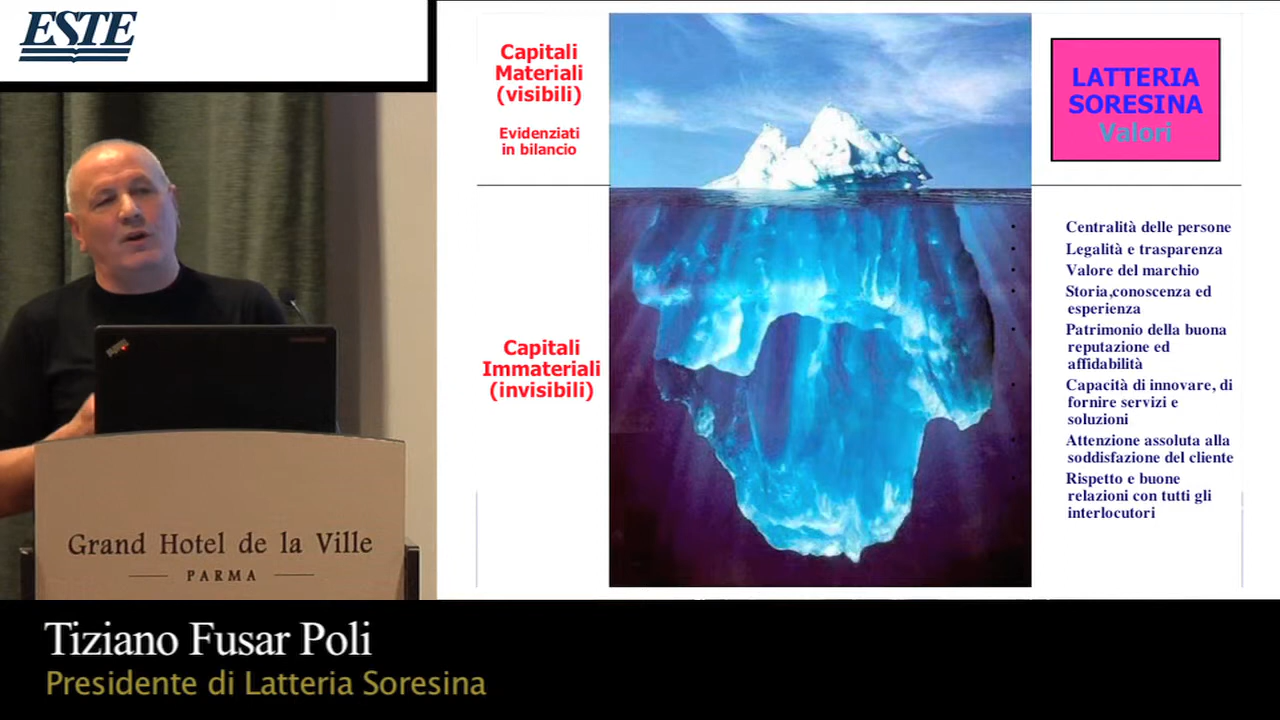 ESTE
Capitali
Materiali
(visibili)
Evidenziati
in bilancio
Capitali
Immateriali
(invisibili)
LATTERIA
SORESINA
Valori
Centralità delle persone
Legalità e trasparenza
Valore del marchio
Storia,conoscenza ed
esperienza
Patrimonio della buona
reputazione ed
affidabilità
Capacità di innovare, di
fornire servizi e
soluzioni
Attenzione assoluta alla
soddisfazione del cliente
Rispetto e buone
relazioni con tutti gli
interlocutori
Grand Hotel de la Ville
PARMA
Tiziano Fusar Poli
Presidente di Latteria Soresina